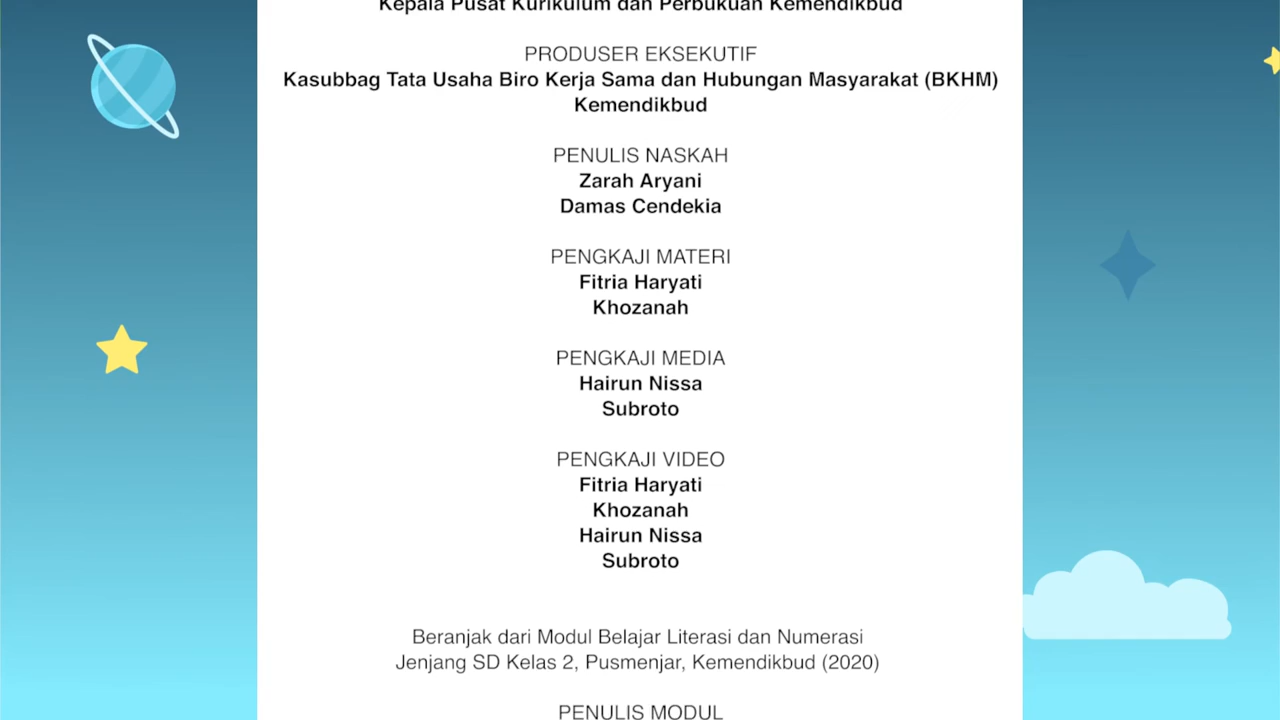 Kepala Pusat Kurikulum dan Perbukuan Kemendikbud
PRODUSER EKSEKUTIF
Kasubbag Tata Usaha Biro Kerja Sama dan Hubungan Masyarakat (BKHM)
Kemendikbud
PENULIS NASKAH
Zarah Aryani
Damas Cendekia
PENGKAJI MATERI
Fitria Haryati
Khozanah
PENGKAJI MEDIA
Hairun Nissa
Subroto
PENGKAJI VIDEO
Fitria Haryati
Khozanah
Hairun Nissa
Subroto
Beranjak dari Modul Belajar Literasi dan Numerasi
Jenjang SD Kelas 2, Pusmenjar, Kemendikbud (2020)
PENULIS MODUL